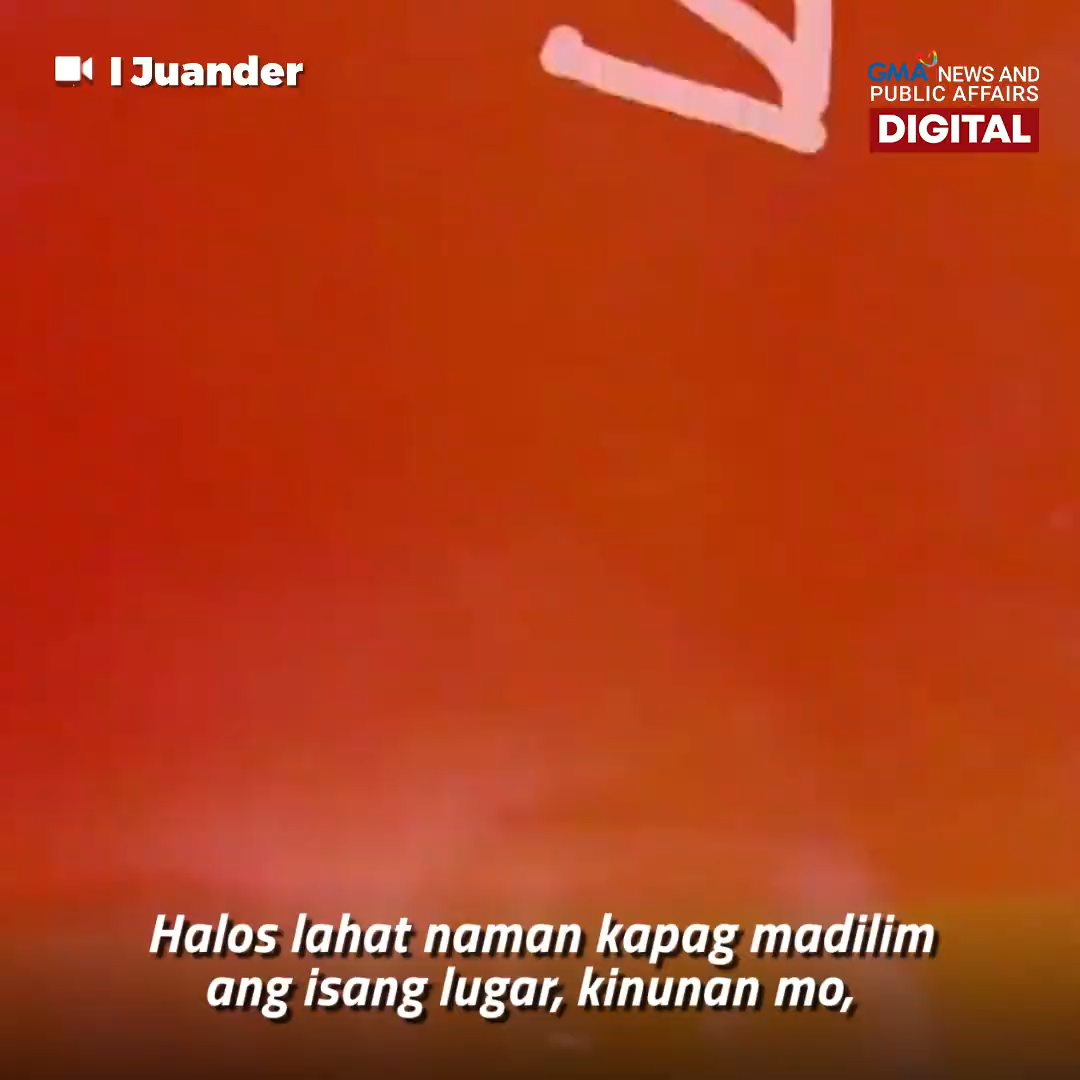 I Juander
GMA NEWS AND
PUBLIC AFFAIRS
DIGITAL
Halos lahat naman kapag madilim
ang isang lugar, kinunan mo,